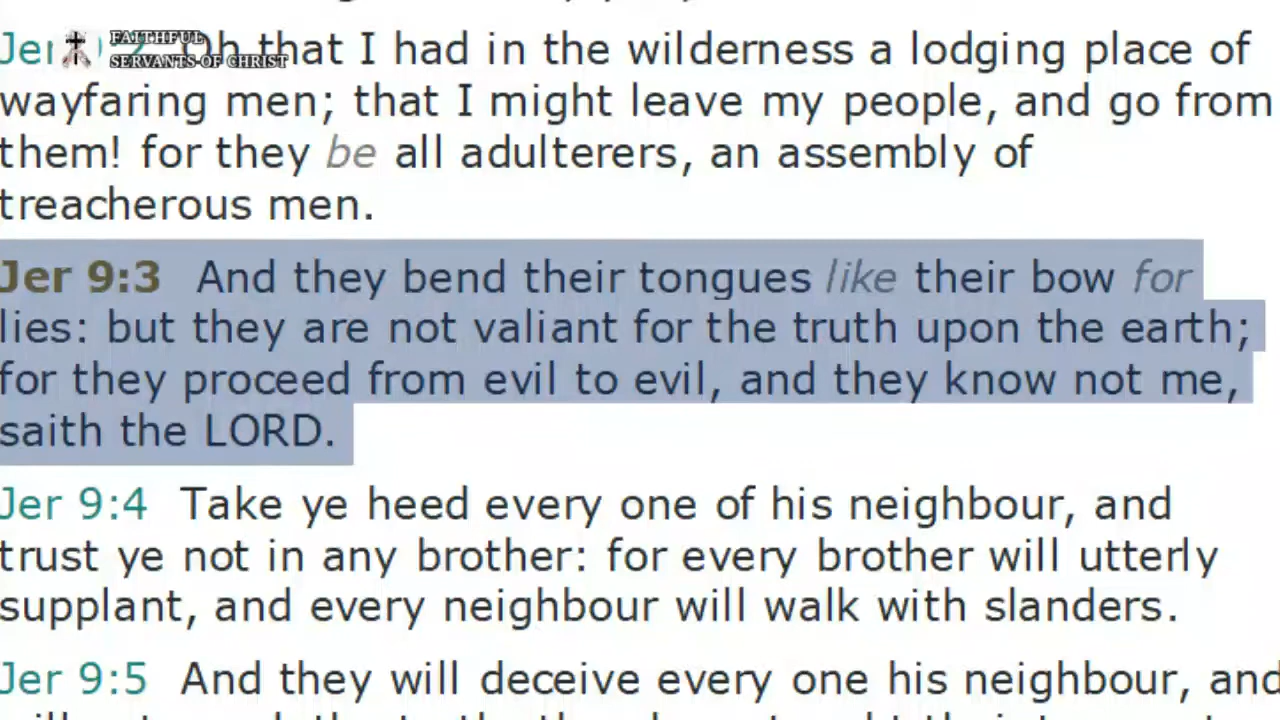 FAITHFUL
SERVANTS OF CHRIST
Oh that I had in the wilderness a lodging place of
wayfaring men; that I might leave my people, and go from
them! for they be all adulterers, an assembly of
treacherous men.
Jer 9:3 And they bend their tongues like their bow for
lies: but they are not valiant for the truth upon the earth;
for they proceed from evil to evil, and they know not me,
saith the LORD.
Jer 9:4 Take ye heed every one of his neighbour, and
trust ye not in any brother: for every brother will utterly
supplant, and every neighbour will walk with slanders.
Jer 9:5 And they will deceive every one his neighbour, and